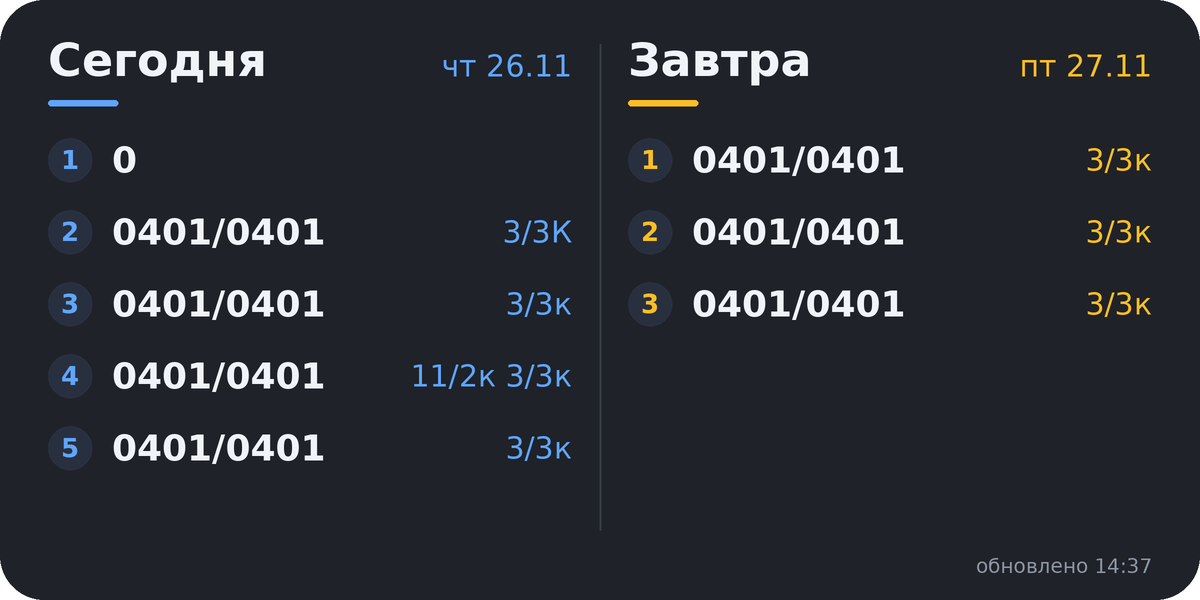 Сегодня чт 26.11
1 0
2 0401/0401 3/3К
3 0401/0401 3/3к
4 0401/0401 11/2к 3/3к
5 0401/0401 3/3к
Завтра пт 27.11
1 0401/0401 3/3к
2 0401/0401 3/3к
3 0401/0401 3/3к
обновлено 14:37